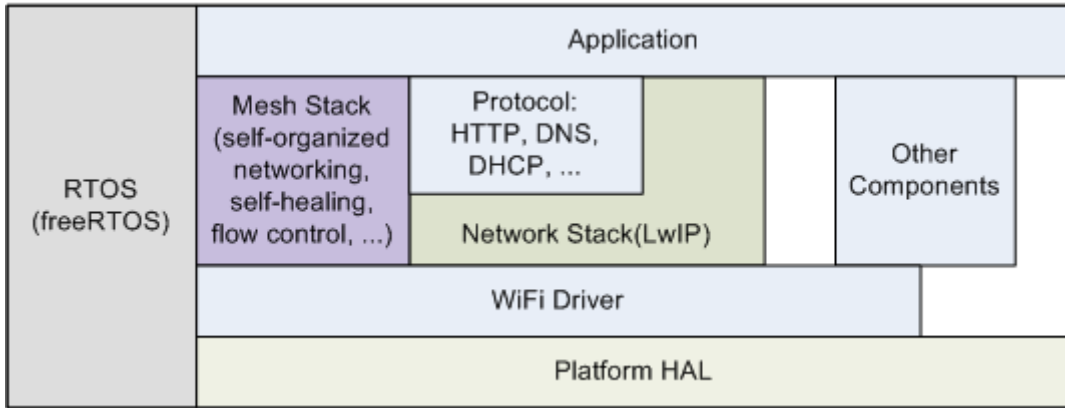 Application
Mesh Stack
(self-organized
networking,
self-healing,
flow control, ...)
Protocol:
HTTP, DNS,
DHCP, ...
Network Stack(LwIP)
Other
Components
RTOS
(freeRTOS)
WiFi Driver
Platform HAL